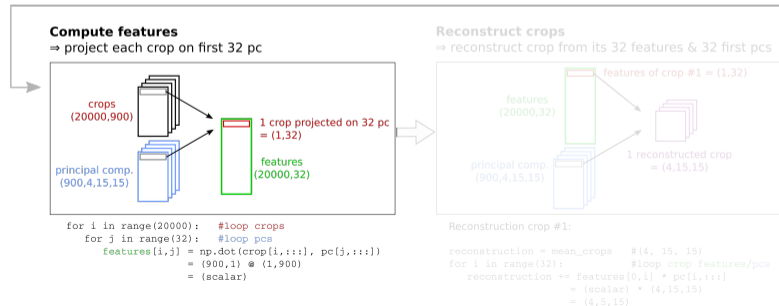 Compute features
⇒ project each crop on first 32 pc
crops
(20000,900)
1 crop projected on 32 pc
= (1,32)
features
(20000,32)
principal comp.
(900,4,15,15)
for i in range(20000):   #loop crops
for j in range(32):   #loop pcs
features[i,j] = np.dot(crop[i,:::], pc[j,:::])
= (900,1) @ (1,900)
= (scalar)
Reconstruct crops
⇒ reconstruct crop from its 32 features & 32 first pcs
features of crop #1 = (1,32)
features
(20000,32)
1 reconstructed crop
= (4,15,15)
principal comp.
(900,4,15,15)
Reconstruction crop #1:
reconstruction = mean_crops   #(4, 15, 15)
for i in range(32):   #loop crop features/pcs
reconstruction += features[0,i] * pc[i,:::]
= (scalar) * (4,15,15)
= (4,5,15)